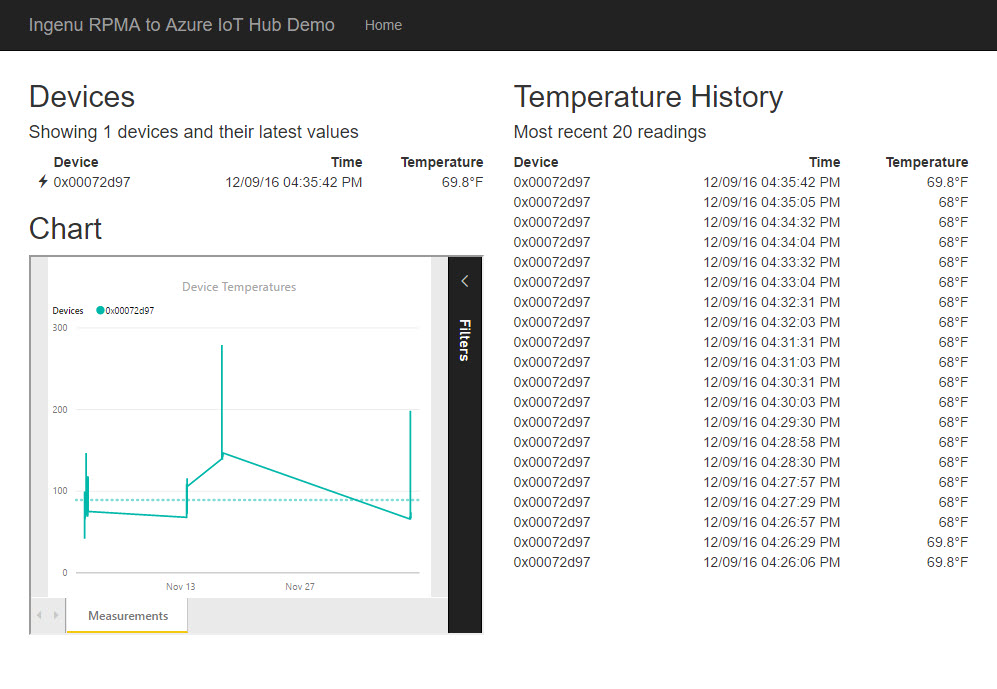 Ingenu RPMA to Azure IoT Hub Demo Home
Devices
Showing 1 devices and their latest values
Device Time Temperature
0x00072d97 12/09/16 04:35:42 PM 69.8°F
Chart
Device Temperatures
Devices 0x00072d97
300
200
100
0
Nov 13 Nov 27
Filters
Measurements
Temperature History
Most recent 20 readings
Device Time Temperature
0x00072d97 12/09/16 04:35:42 PM 69.8°F
0x00072d97 12/09/16 04:35:05 PM 68°F
0x00072d97 12/09/16 04:34:32 PM 68°F
0x00072d97 12/09/16 04:34:04 PM 68°F
0x00072d97 12/09/16 04:33:32 PM 68°F
0x00072d97 12/09/16 04:33:04 PM 68°F
0x00072d97 12/09/16 04:32:31 PM 68°F
0x00072d97 12/09/16 04:32:03 PM 68°F
0x00072d97 12/09/16 04:31:31 PM 68°F
0x00072d97 12/09/16 04:31:03 PM 68°F
0x00072d97 12/09/16 04:30:31 PM 68°F
0x00072d97 12/09/16 04:30:03 PM 68°F
0x00072d97 12/09/16 04:29:30 PM 68°F
0x00072d97 12/09/16 04:28:58 PM 68°F
0x00072d97 12/09/16 04:28:30 PM 68°F
0x00072d97 12/09/16 04:27:57 PM 68°F
0x00072d97 12/09/16 04:27:29 PM 68°F
0x00072d97 12/09/16 04:26:57 PM 68°F
0x00072d97 12/09/16 04:26:29 PM 69.8°F
0x00072d97 12/09/16 04:26:06 PM 69.8°F